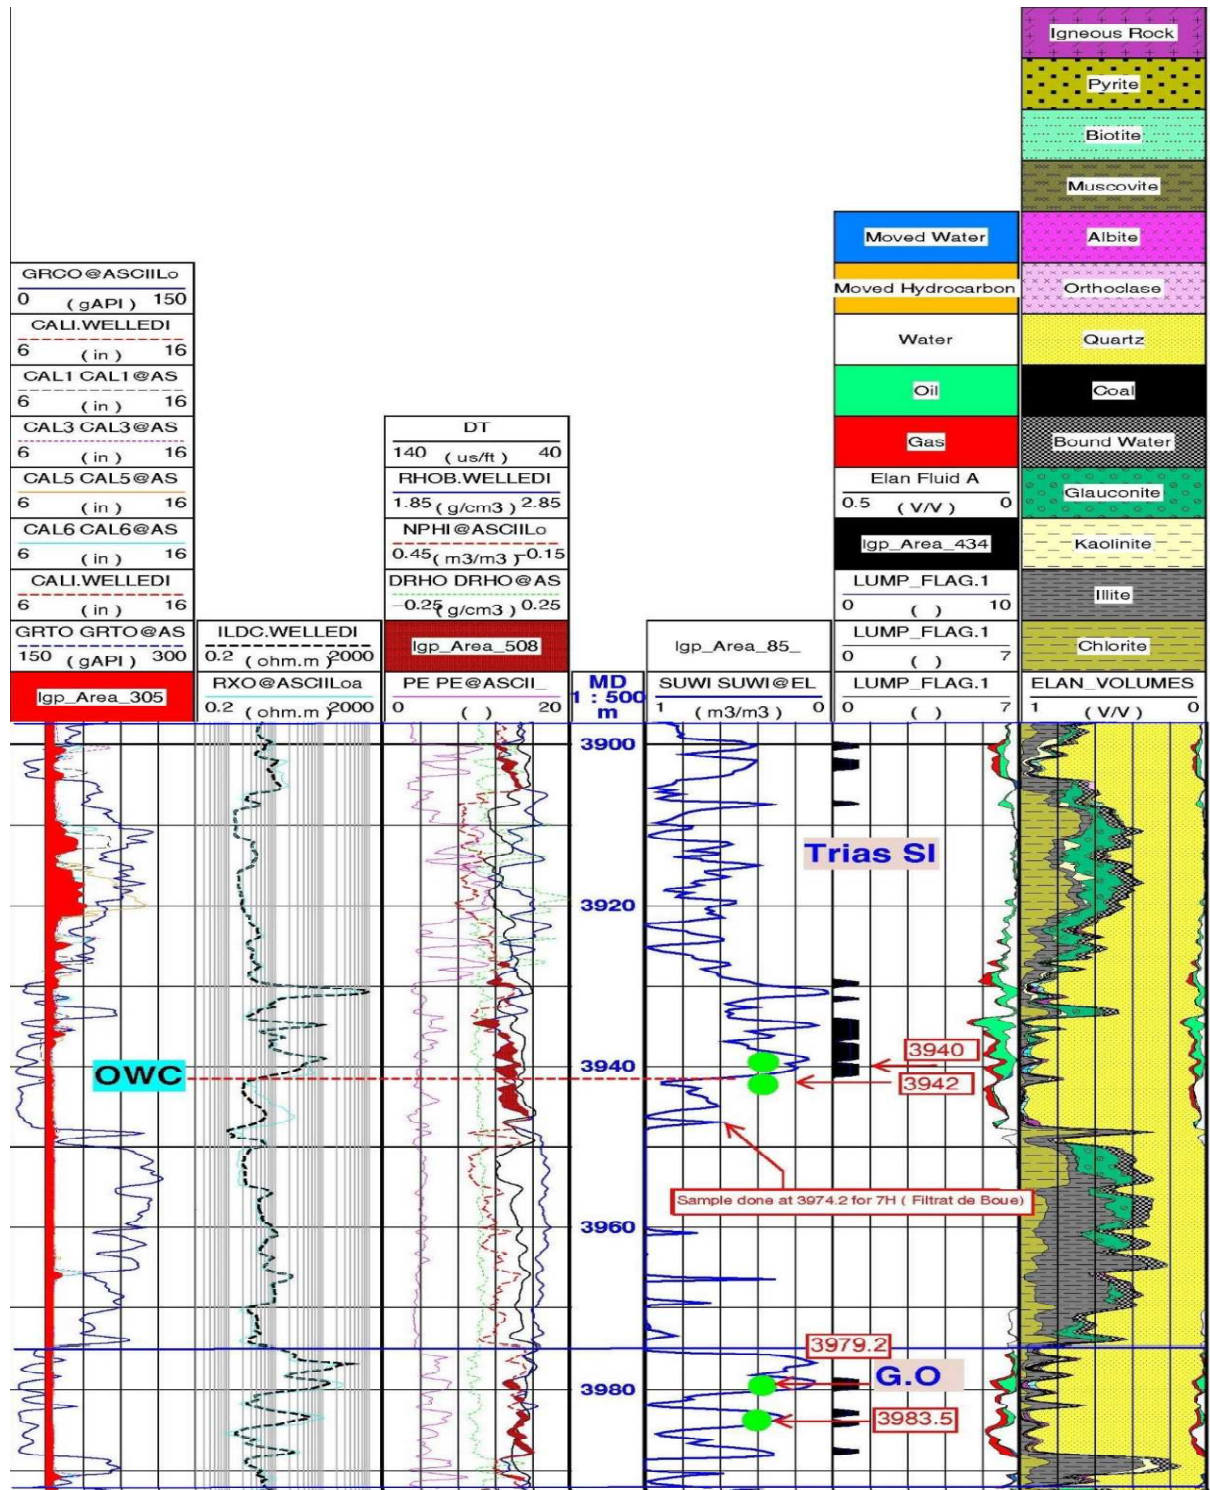 Igneous Rock
Pyrite
Biotite
Muscovite
Moved Water
Albite
GRCO@ASCIILo
0 (gAPI) 150
Moved Hydrocarbon
Orthoclase
CALI.WELLEDI
6 (in) 16
Water
Quartz
CAL1 CAL1@AS
6 (in) 16
Oil
Coal
CAL3 CAL3@AS
6 (in) 16
DT
140 (us/ft) 40
Gas
Bound Water
CAL5 CAL5@AS
6 (in) 16
RHOB.WELLEDI
1.85 (g/cm3) 2.85
Elan Fluid A
0.5 (V/V) 0
Glauconite
CAL6 CAL6@AS
6 (in) 16
NPHI@ASCIILo
0.45 (m3/m3) -0.15
Igp_Area_434
Kaolinite
CALI.WELLEDI
6 (in) 16
DRHO DRHO@AS
-0.25 (g/cm3) 0.25
LUMP_FLAG.1
0 ( ) 10
Illite
GRTO GRTO@AS
150 (gAPI) 300
ILDC.WELLEDI
0.2 (ohm.m) 2000
Igp_Area_508
Igp_Area_85_
LUMP_FLAG.1
0 ( ) 7
Chlorite
Igp_Area_305
RXO@ASCIILoa
0.2 (ohm.m) 2000
PE PE@ASCII_
0 ( ) 20
MD
1 : 500
m
SUWI SUWI@EL
1 (m3/m3) 0
LUMP_FLAG.1
0 ( ) 7
ELAN_VOLUMES
1 (V/V) 0
3900
Trias SI
3920
3940
3940
OWC
3942
Sample done at 3974.2 for 7H ( Filtrat de Boue)
3960
3979.2
G.O
3980
3983.5